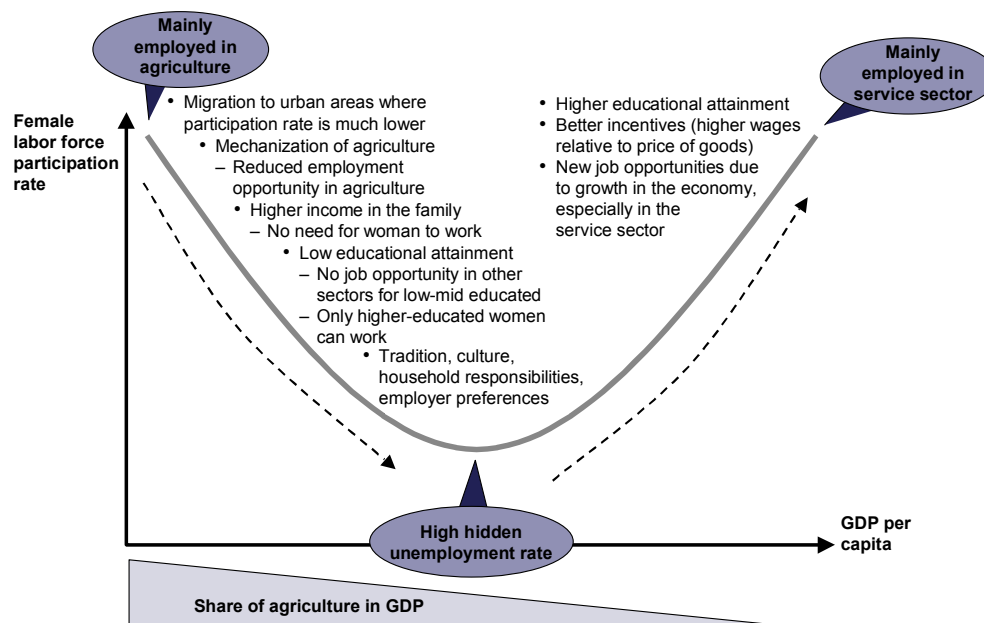 Mainly
employed in
agriculture
Mainly
employed in
service sector
Female
labor force
participation
rate
• Migration to urban areas where
participation rate is much lower
• Mechanization of agriculture
– Reduced employment
opportunity in agriculture
• Higher income in the family
– No need for woman to work
• Low educational attainment
– No job opportunity in other
sectors for low-mid educated
– Only higher-educated women
can work
• Tradition, culture,
household responsibilities,
employer preferences
• Higher educational attainment
• Better incentives (higher wages
relative to price of goods)
• New job opportunities due
to growth in the economy,
especially in the
service sector
High hidden
unemployment rate
GDP per
capita
Share of agriculture in GDP